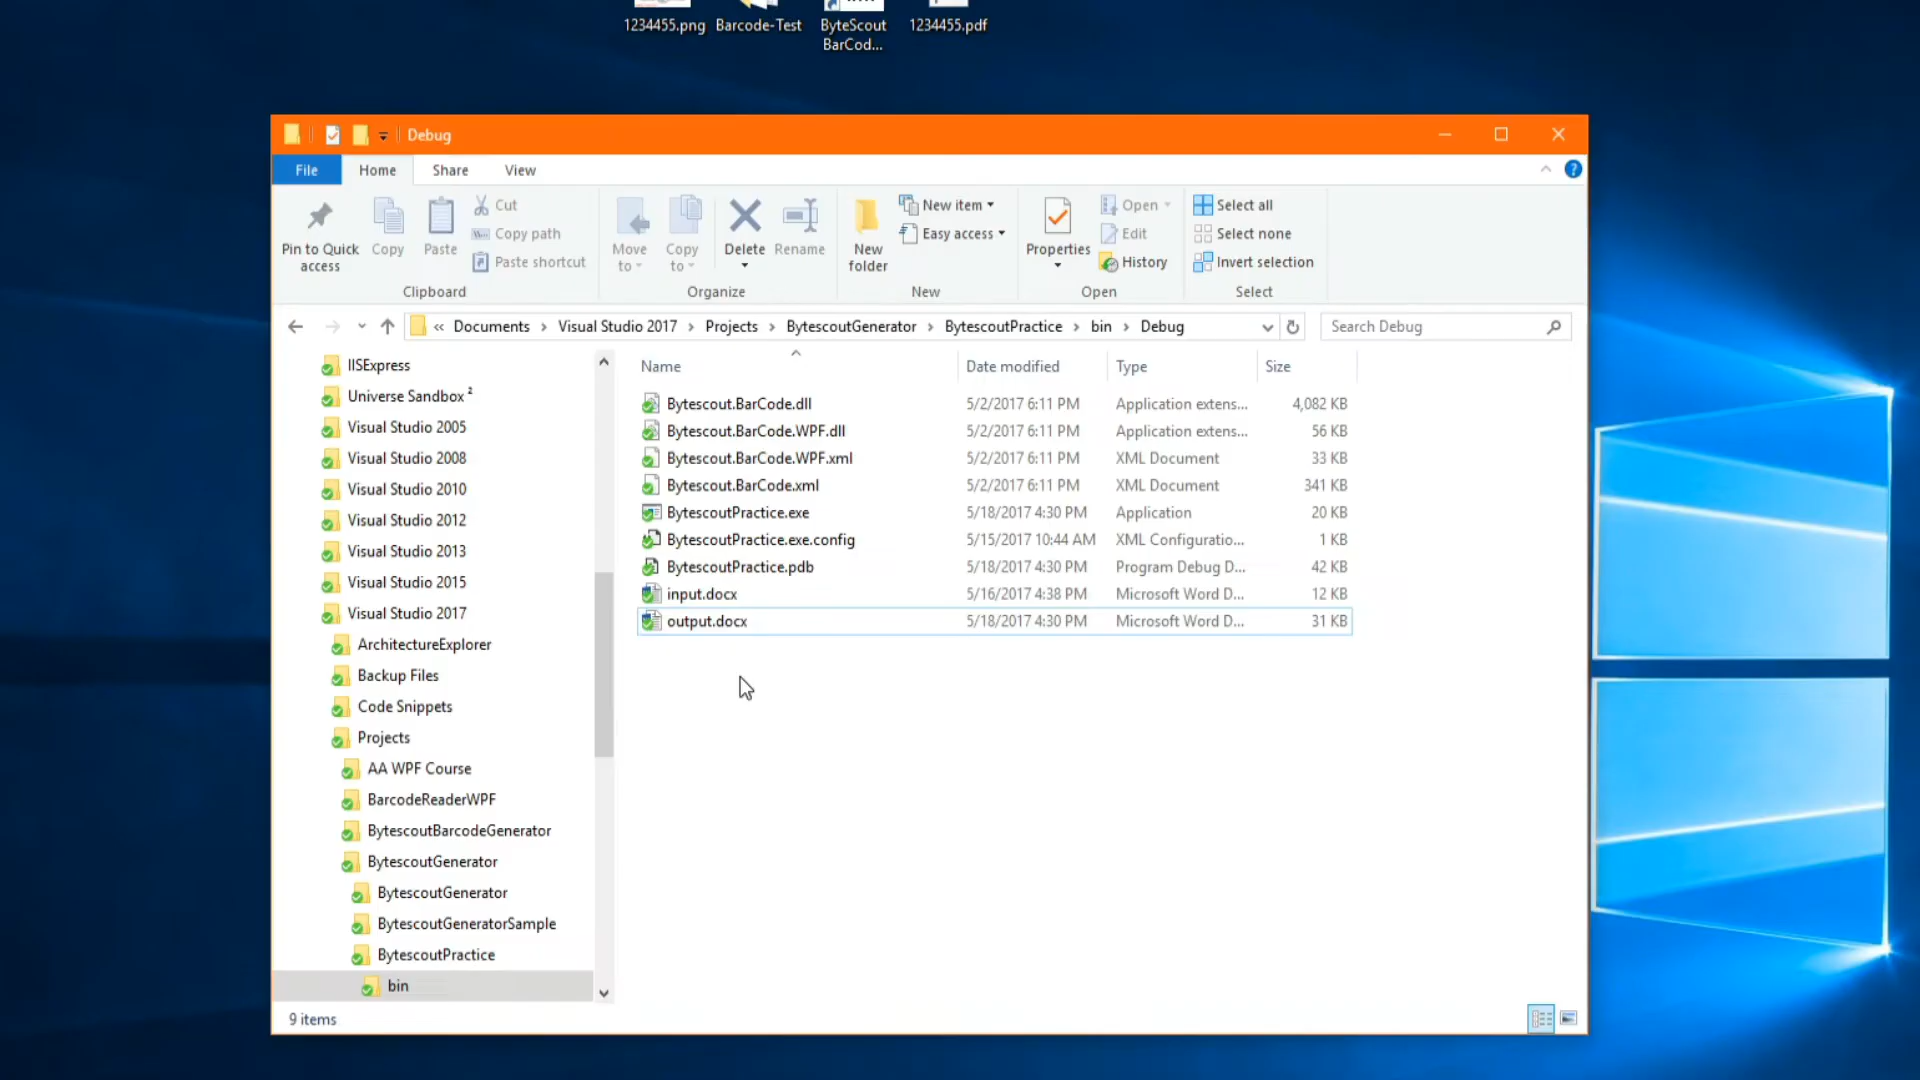 1234455.png Barcode-Test ByteScout BarCod... 1234455.pdf
Debug
File Home Share View
Pin to Quick access
Copy
Paste
Cut
Copy path
Paste shortcut
Clipboard
Move to
Copy to
Delete
Rename
Organize
New folder
New item
Easy access
New
Properties
Open
Edit
History
Open
Select all
Select none
Invert selection
Select
« Documents › Visual Studio 2017 › Projects › BytescoutGenerator › BytescoutPractice › bin › Debug
Search Debug
IISExpress
Universe Sandbox ²
Visual Studio 2005
Visual Studio 2008
Visual Studio 2010
Visual Studio 2012
Visual Studio 2013
Visual Studio 2015
Visual Studio 2017
ArchitectureExplorer
Backup Files
Code Snippets
Projects
AA WPF Course
BarcodeReaderWPF
BytescoutBarcodeGenerator
BytescoutGenerator
BytescoutGenerator
BytescoutGeneratorSample
BytescoutPractice
bin
Name Date modified Type Size
Bytescout.BarCode.dll 5/2/2017 6:11 PM Application extens... 4,082 KB
Bytescout.BarCode.WPF.dll 5/2/2017 6:11 PM Application extens... 56 KB
Bytescout.BarCode.WPF.xml 5/2/2017 6:11 PM XML Document 33 KB
Bytescout.BarCode.xml 5/2/2017 6:11 PM XML Document 341 KB
BytescoutPractice.exe 5/18/2017 4:30 PM Application 20 KB
BytescoutPractice.exe.config 5/15/2017 10:44 AM XML Configuratio... 1 KB
BytescoutPractice.pdb 5/18/2017 4:30 PM Program Debug D... 42 KB
input.docx 5/16/2017 4:38 PM Microsoft Word D... 12 KB
output.docx 5/18/2017 4:30 PM Microsoft Word D... 31 KB
9 items